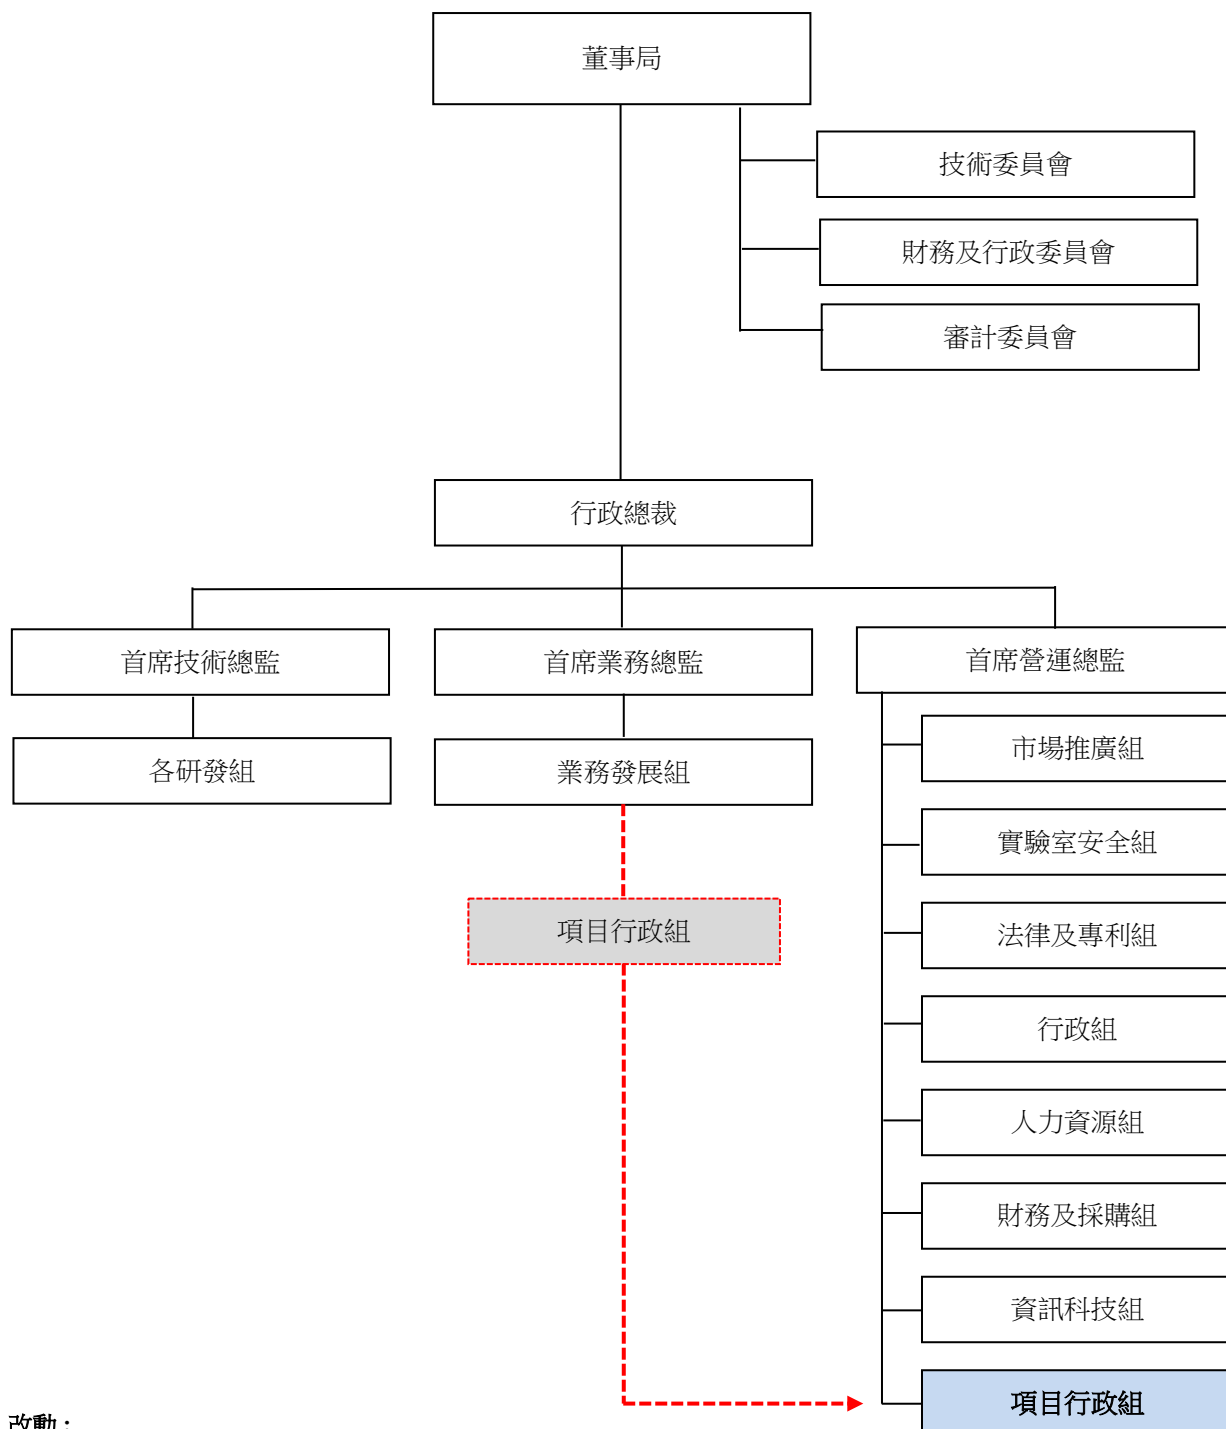 董事局
技術委員會
財務及行政委員會
審計委員會
行政總裁
首席技術總監
首席業務總監
首席營運總監
各研發組
業務發展組
市場推廣組
實驗室安全組
項目行政組
法律及專利組
行政組
人力資源組
財務及採購組
資訊科技組
項目行政組
改動：